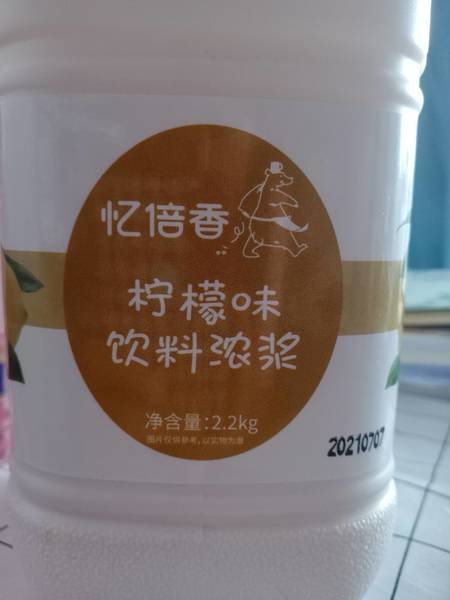 忆倍香
柠檬味
饮料浓浆
净含量:2.2kg
图片仅供参考,以实物为准
20210707